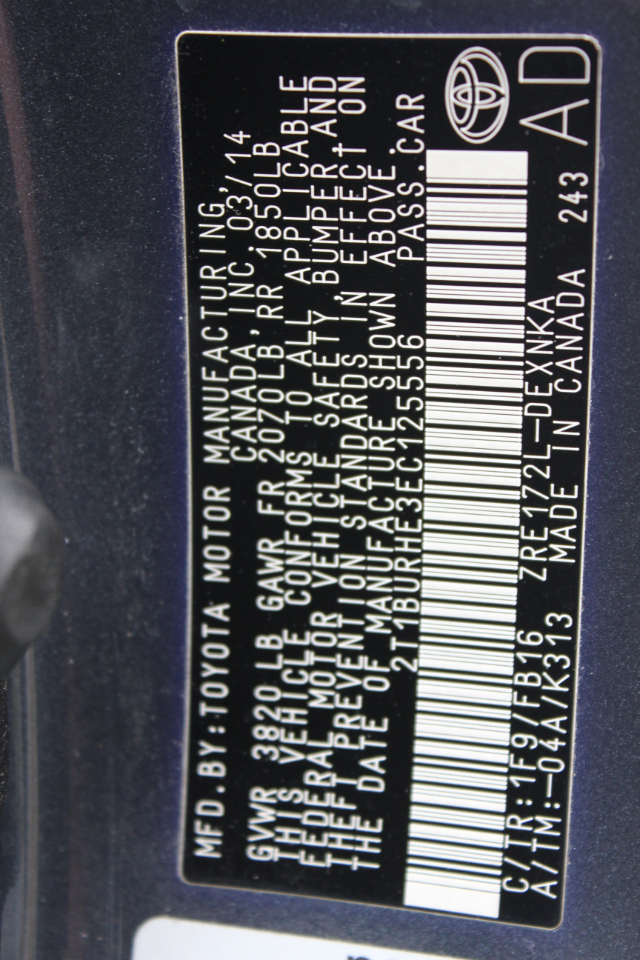 MFD.BY:TOYOTA MOTOR MANUFACTURING,
CANADA,INC.03/14
GVWR 3820LB GAWR FR 2070LB,RR 1850LB
THIS VEHICLE CONFORMS TO ALL APPLICABLE
FEDERAL MOTOR VEHICLE SAFETY,BUMPER,AND
THEFT PREVENTION STANDARDS IN EFFECT ON
THE DATE OF MANUFACTURE SHOWN ABOVE.
2T1BURHE3EC125556 PASS.CAR
C/TR:1F9/FB16 ZRE172L-DEXNKA 243
A/TM:-04A/K313 MADE IN CANADA
AD